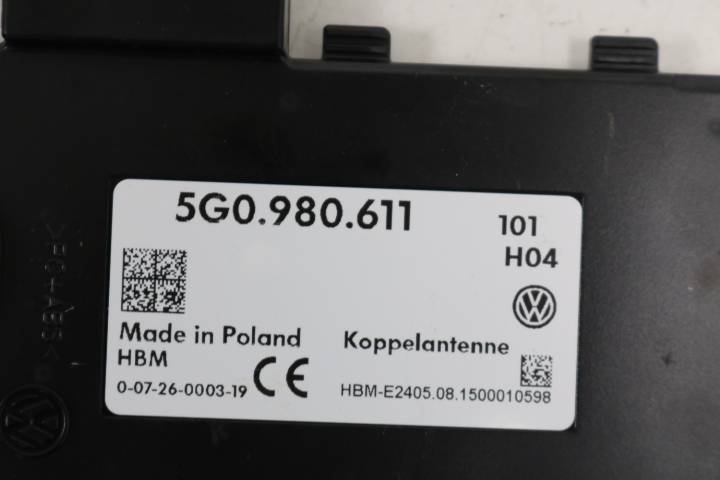 5G0.980.611
101
H04
Made in Poland
Koppelantenne
HBM
0-07-26-0003-19
CE
HBM-E2405.08.1500010598